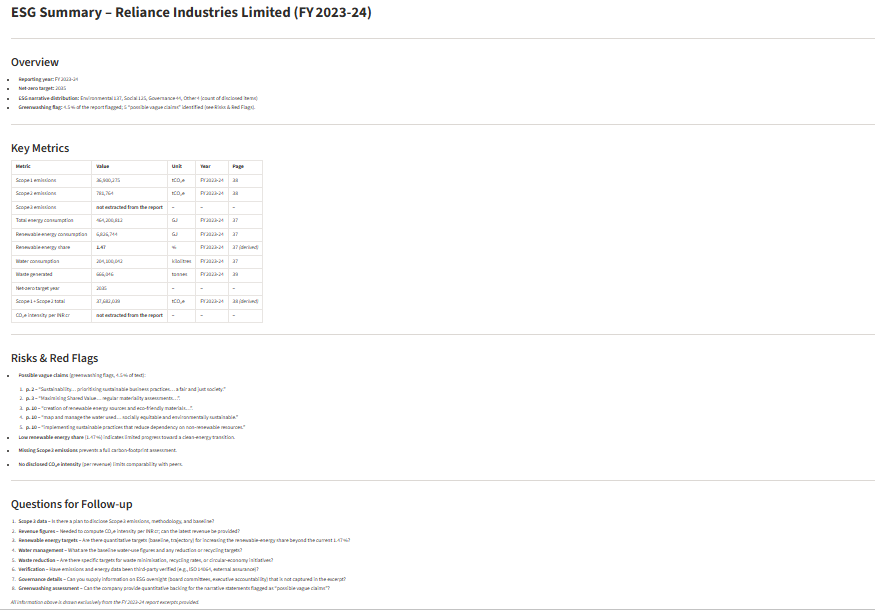 ESG Summary – Reliance Industries Limited (FY 2023-24)
Overview
Reporting year: FY 2023-24
Net-zero target: 2035
ESG narrative distribution: Environmental 137, Social 125, Governance 44, Other 4 (count of disclosed items)
Greenwashing flag: 4.5 % of the report flagged; 5 "possible vague claims" identified (see Risks & Red Flags).
Key Metrics
Metric Value Unit Year Page
Scope 1 emissions tCO₂e FY 2023-24 38
Scope 2 emissions 781,764 tCO₂e FY 2023-24 38
Scope 3 emissions not extracted from the report – – –
Total energy consumption GJ FY 2023-24 37
Renewable energy consumption GJ FY 2023-24 37
Renewable energy share 1.47 % FY 2023-24 37 (derived)
Water consumption kilolitres FY 2023-24 37
Waste generated tonnes FY 2023-24 39
Net-zero target year 2035 – – –
Scope 1 + Scope 2 total tCO₂e FY 2023-24 38 (derived)
CO₂e intensity per INR cr not extracted from the report – – –
Risks & Red Flags
Possible vague claims (greenwashing flags, 4.5 % of text):
1. p. 2 – "Sustainability… prioritising sustainable business practices… a fair and just society."
2. p. 3 – "Maximising Shared Value… regular materiality assessments…".
3. p. 10 – "creation of renewable energy sources and eco-friendly materials…".
4. p. 10 – "map and manage the water used… socially equitable and environmentally sustainable."
5. p. 10 – "implementing sustainable practices that reduce dependency on non-renewable resources."
Low renewable energy share (1.47 %) indicates limited progress toward a clean-energy transition.
Missing Scope 3 emissions prevents a full carbon-footprint assessment.
No disclosed CO₂e intensity (per revenue) limits comparability with peers.
Questions for Follow-up
1. Scope 3 data – Is there a plan to disclose Scope 3 emissions, methodology, and baseline?
2. Revenue figures – Needed to compute CO₂e intensity per INR cr; can the latest revenue be provided?
3. Renewable energy targets – Are there quantitative targets (baseline, trajectory) for increasing the renewable-energy share beyond the current 1.47 %?
4. Water management – What are the baseline water-use figures and any reduction or recycling targets?
5. Waste reduction – Are there specific targets for waste minimisation, recycling rates, or circular-economy initiatives?
6. Verification – Have emissions and energy data been third-party verified (e.g., ISO 14064, external assurance)?
7. Governance details – Can you supply information on ESG oversight (board committees, executive accountability) that is not captured in the excerpt?
8. Greenwashing assessment – Can the company provide quantitative backing for the narrative statements flagged as "possible vague claims"?
All information above is drawn exclusively from the FY 2023-24 report excerpts provided.